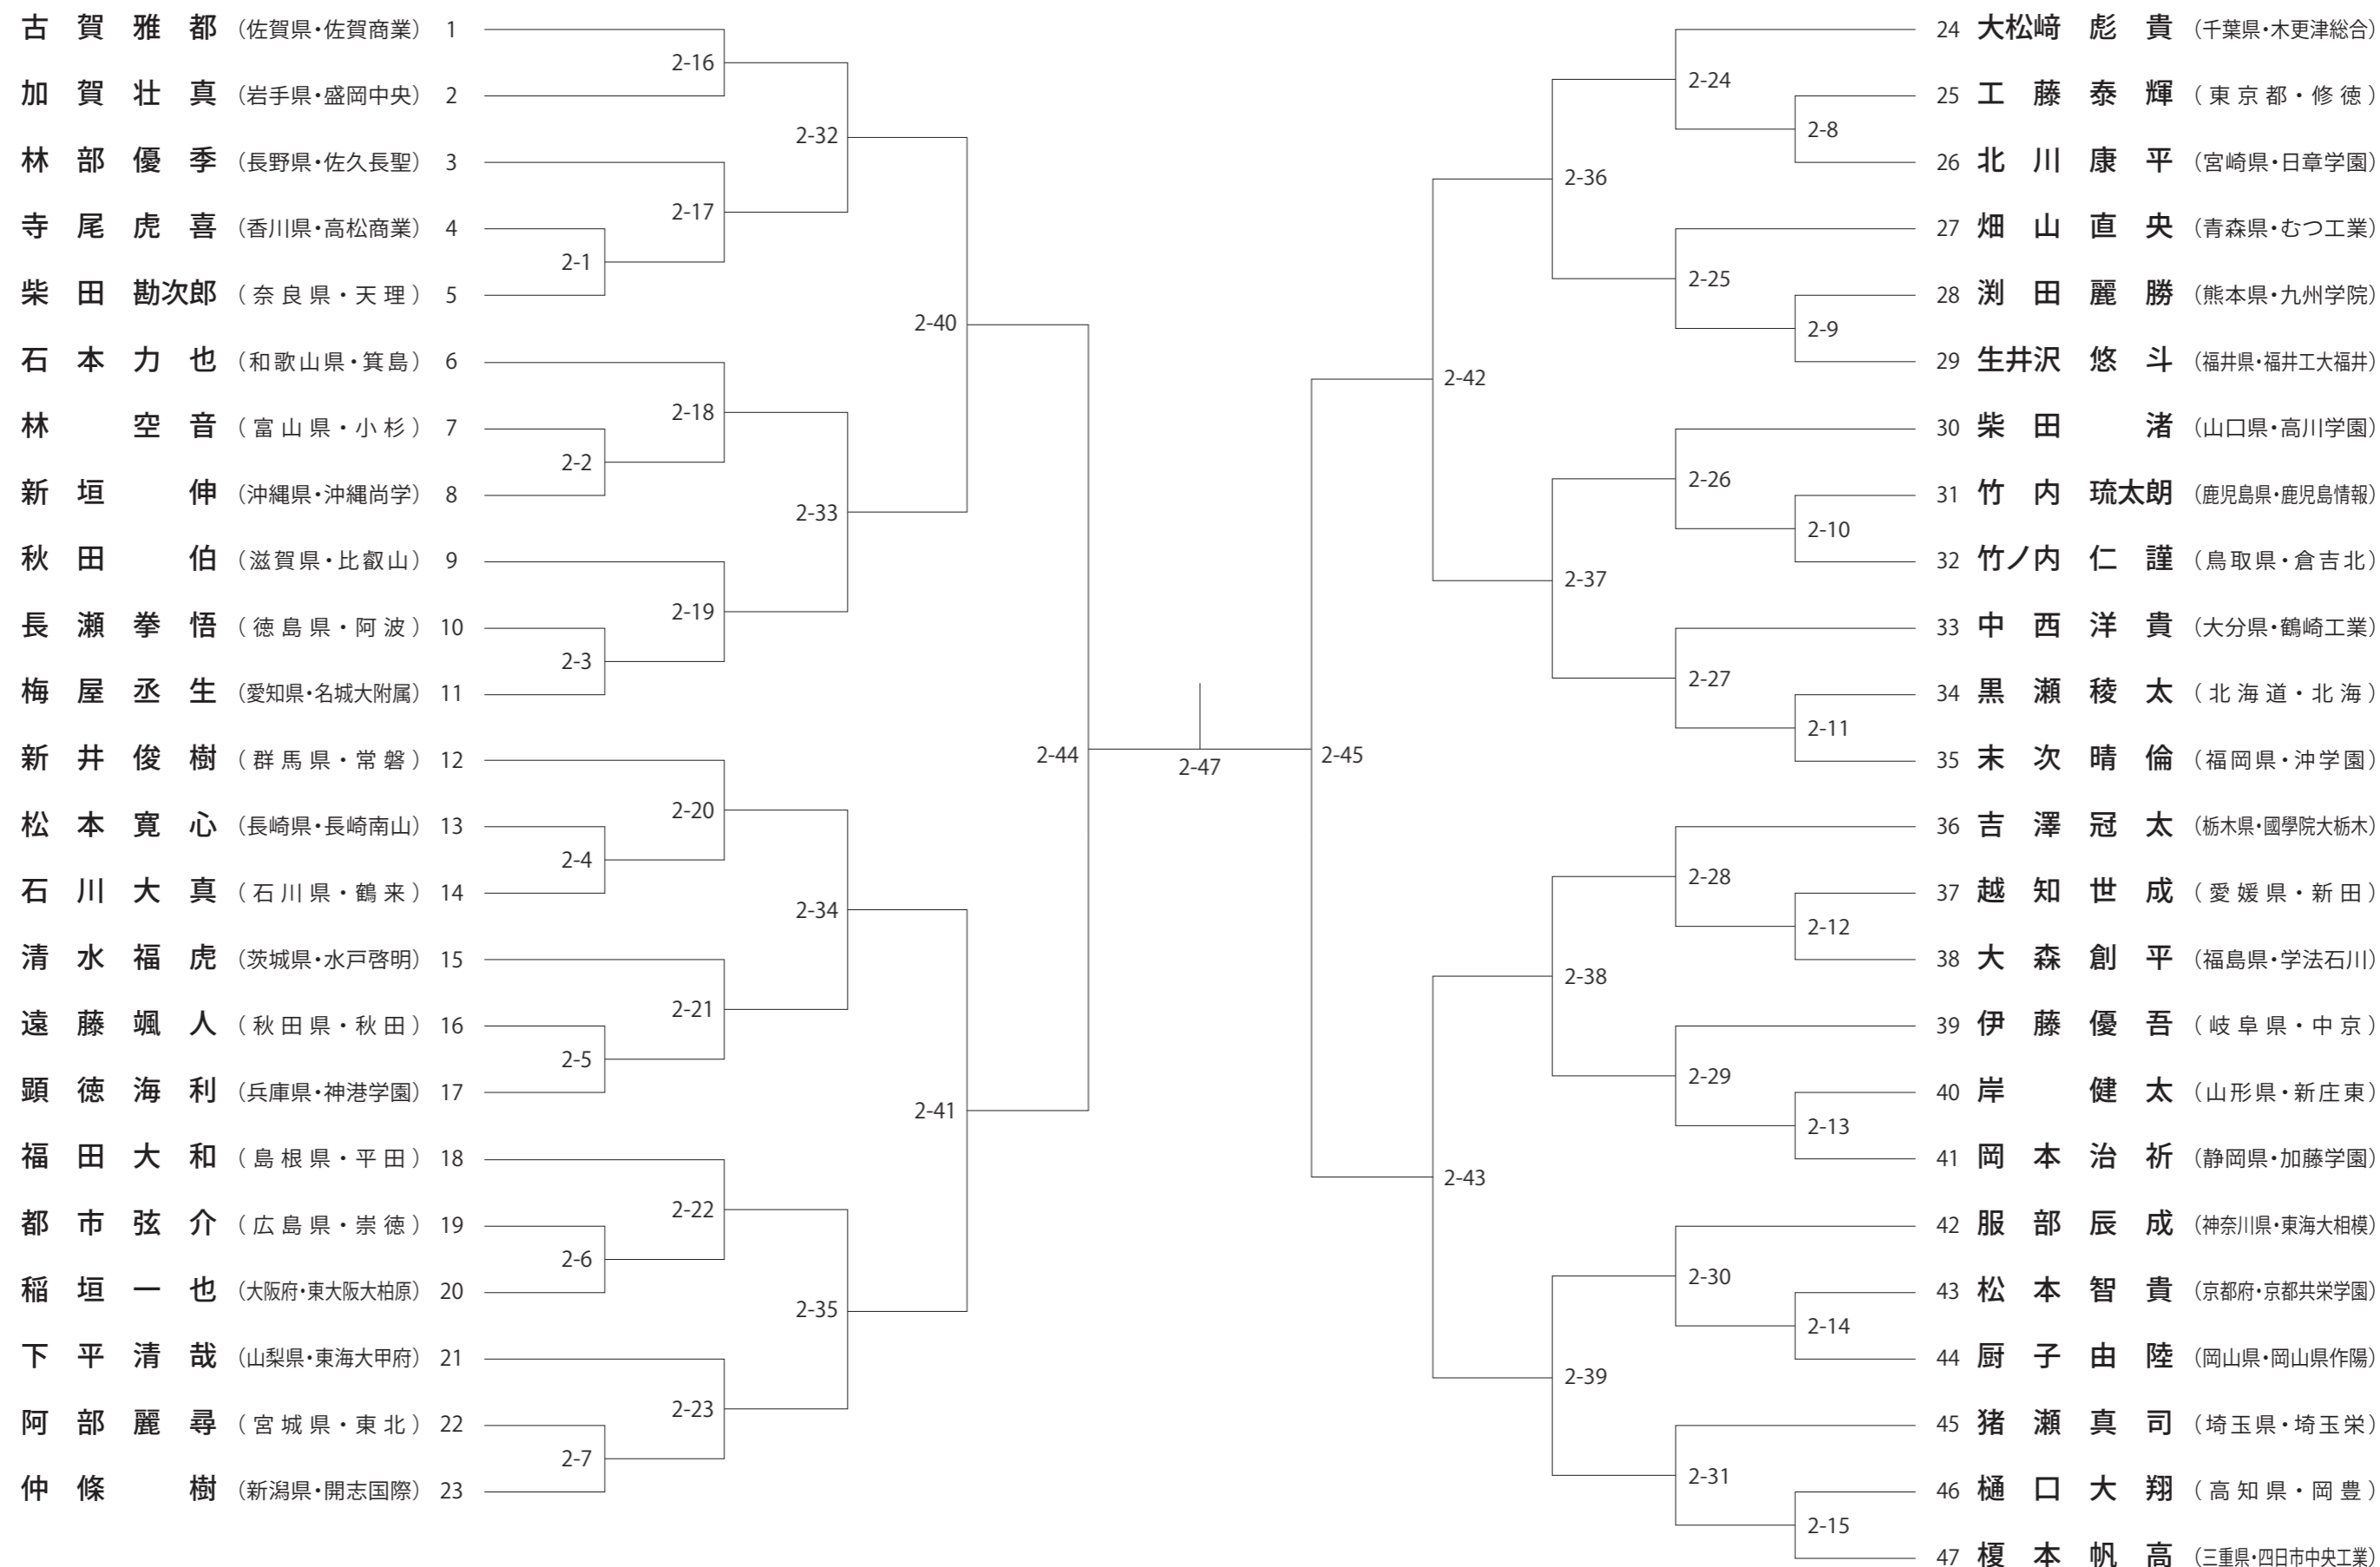 古賀雅都 (佐賀県・佐賀商業) 1
加賀壮真 (岩手県・盛岡中央) 2
林部優季 (長野県・佐久長聖) 3
寺尾虎喜 (香川県・高松商業) 4
柴田勘次郎 (奈良県・天理) 5
石本力也 (和歌山県・箕島) 6
林空音 (富山県・小杉) 7
新垣伸 (沖縄県・沖縄尚学) 8
秋田伯 (滋賀県・比叡山) 9
長瀬拳悟 (徳島県・阿波) 10
梅屋丞生 (愛知県・名城大附属) 11
新井俊樹 (群馬県・常磐) 12
松本寛心 (長崎県・長崎南山) 13
石川大真 (石川県・鶴来) 14
清水福虎 (茨城県・水戸啓明) 15
遠藤颯人 (秋田県・秋田) 16
顕徳海利 (兵庫県・神港学園) 17
福田大和 (島根県・平田) 18
都市弦介 (広島県・崇徳) 19
稲垣一也 (大阪府・東大阪大柏原) 20
下平清哉 (山梨県・東海大甲府) 21
阿部麗尋 (宮城県・東北) 22
仲條樹 (新潟県・開志国際) 23
2-1
2-2
2-3
2-4
2-5
2-6
2-7
2-16
2-17
2-18
2-19
2-20
2-21
2-22
2-23
2-32
2-33
2-34
2-35
2-40
2-41
2-44
2-47
2-45
2-42
2-43
2-36
2-37
2-38
2-39
2-24
2-25
2-26
2-27
2-28
2-29
2-30
2-31
2-8
2-9
2-10
2-11
2-12
2-13
2-14
2-15
24 大松﨑彪貴 (千葉県・木更津総合)
25 工藤泰輝 (東京都・修徳)
26 北川康平 (宮崎県・日章学園)
27 畑山直央 (青森県・むつ工業)
28 渕田麗勝 (熊本県・九州学院)
29 生井沢悠斗 (福井県・福井工大福井)
30 柴田渚 (山口県・高川学園)
31 竹内琉太朗 (鹿児島県・鹿児島情報)
32 竹ノ内仁謹 (鳥取県・倉吉北)
33 中西洋貴 (大分県・鶴崎工業)
34 黒瀬稜太 (北海道・北海)
35 末次晴倫 (福岡県・沖学園)
36 吉澤冠太 (栃木県・國學院大栃木)
37 越知世成 (愛媛県・新田)
38 大森創平 (福島県・学法石川)
39 伊藤優吾 (岐阜県・中京)
40 岸健太 (山形県・新庄東)
41 岡本治祈 (静岡県・加藤学園)
42 服部辰成 (神奈川県・東海大相模)
43 松本智貴 (京都府・京都共栄学園)
44 厨子由陸 (岡山県・岡山県作陽)
45 猪瀬真司 (埼玉県・埼玉栄)
46 樋口大翔 (高知県・岡豊)
47 榎本帆高 (三重県・四日市中央工業)